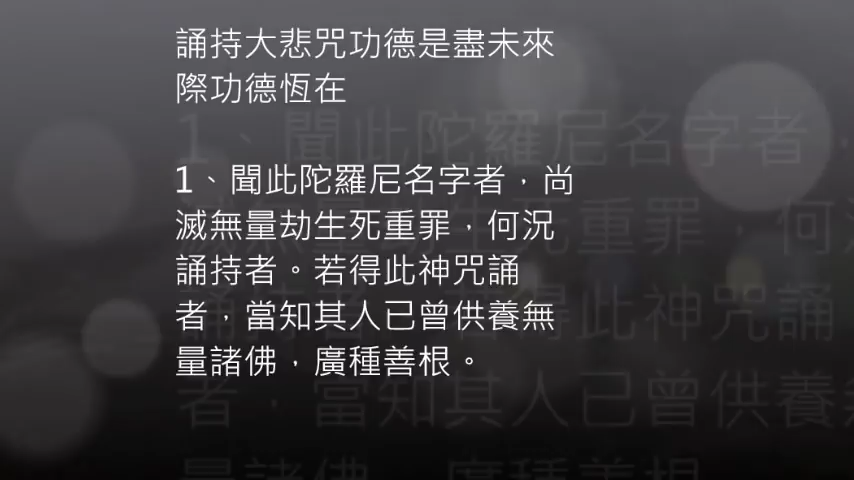 誦持大悲咒功德是盡未來
際功德恆在
1、聞此陀羅尼名字者，尚
滅無量劫生死重罪，何況
誦持者。若得此神咒誦
者，當知其人已曾供養無
量諸佛，廣種善根。